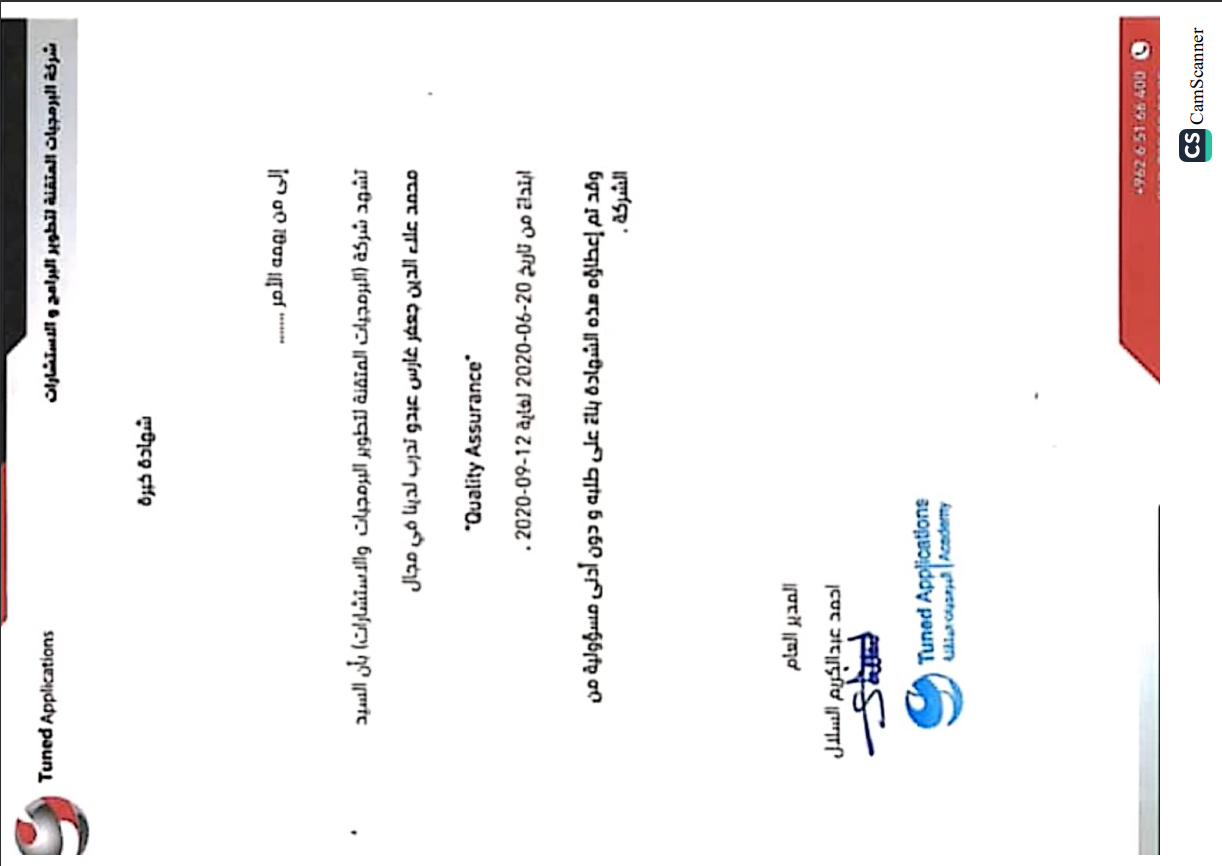 Tuned Applications
شركة البرمجيات المتقنة لتطوير البرامج و الاستشارات
شهادة خبرة
إلى من يهمه الأمر .......
تشهد شركة (البرمجيات المتقنة لتطوير البرمجيات والاستشارات) بأن السيد
محمد علاء الدين جعفر فارس عبدو تدرب لدينا في مجال
"Quality Assurance"
ابتداءً من تاريخ 20-06-2020 لغاية 12-09-2020 .
وقد تم إعطاؤه هذه الشهادة بناءً على طلبه و دون أدنى مسؤولية من
الشركة .
المدير العام
احمد عبدالكريم السلال
Tuned Applications
البرمجيات المتقنة | Academy
+962 6 51 66 400
CS CamScanner